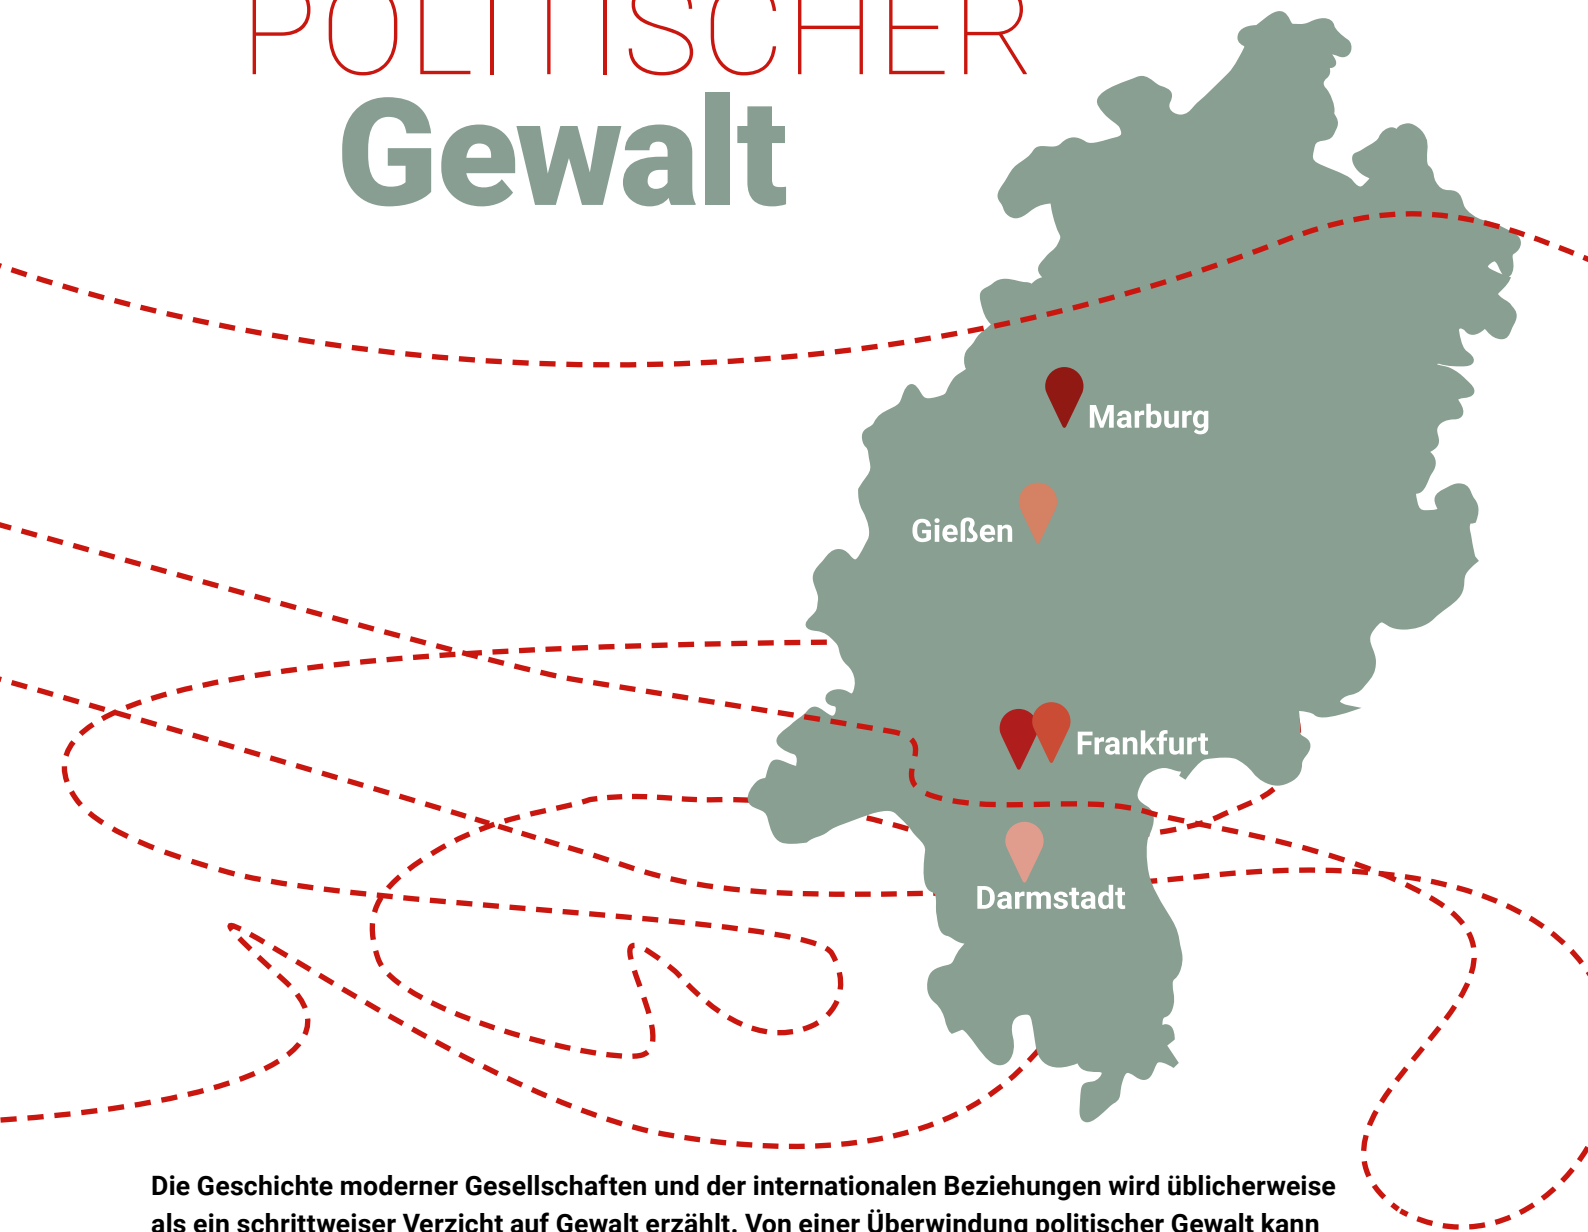 POLITISCHER
Gewalt
Marburg
Gießen
Frankfurt
Darmstadt
Die Geschichte moderner Gesellschaften und der internationalen Beziehungen wird üblicherweise
als ein schrittweiser Verzicht auf Gewalt erzählt. Von einer Überwindung politischer Gewalt kann